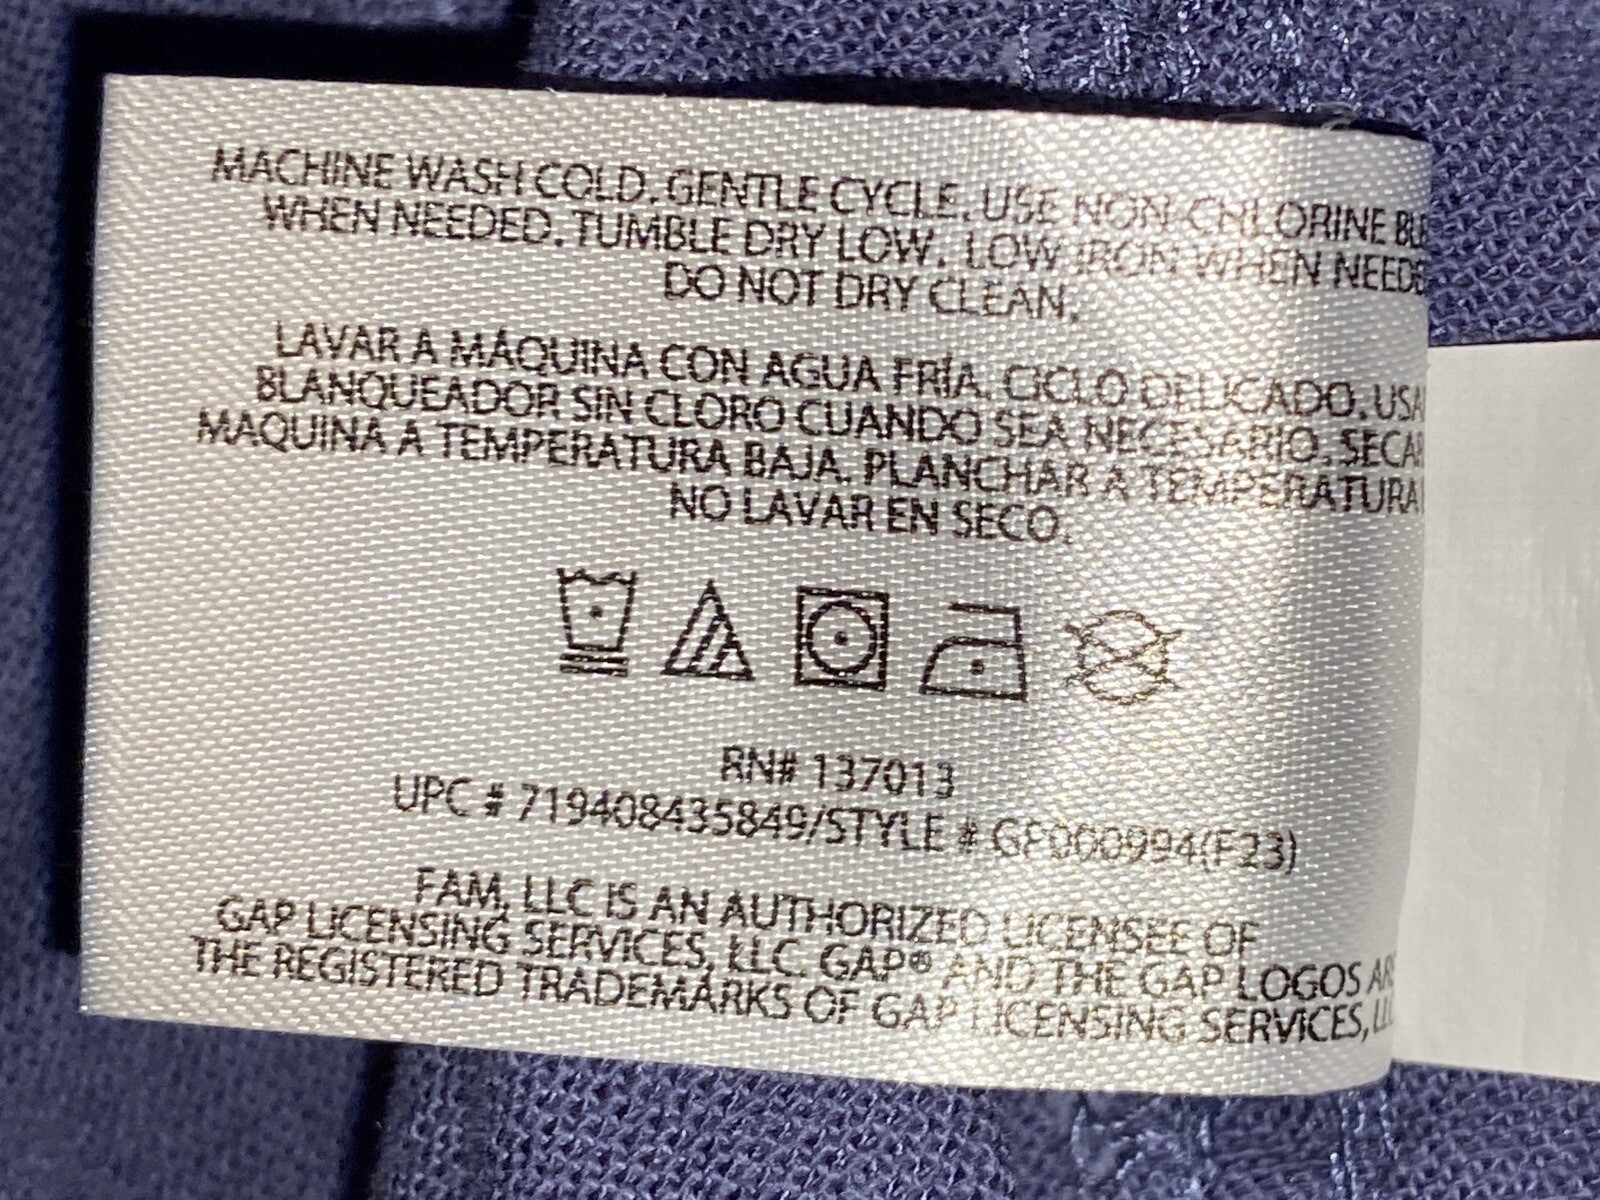 MACHINE WASH COLD. GENTLE CYCLE. USE NON-CHLORINE
WHEN NEEDED. TUMBLE DRY LOW. LOW IRON WHEN
DO NOT DRY CLEAN.
LAVAR A MÁQUINA CON AGUA FRÍA. CICLO DELICADO.
BLANQUEADOR SIN CLORO CUANDO SEA NECESARIO.
MAQUINA A TEMPERATURA BAJA. PLANCHAR A TEMPERATURA
NO LAVAR EN SECO.
RN# 137013
UPC # 719408435849/STYLE # GF000994(F23)
FAM, LLC IS AN AUTHORIZED LICENSEE OF
GAP LICENSING SERVICES, LLC. GAP® AND THE GAP LOGOS
THE REGISTERED TRADEMARKS OF GAP LICENSING SERVICES,